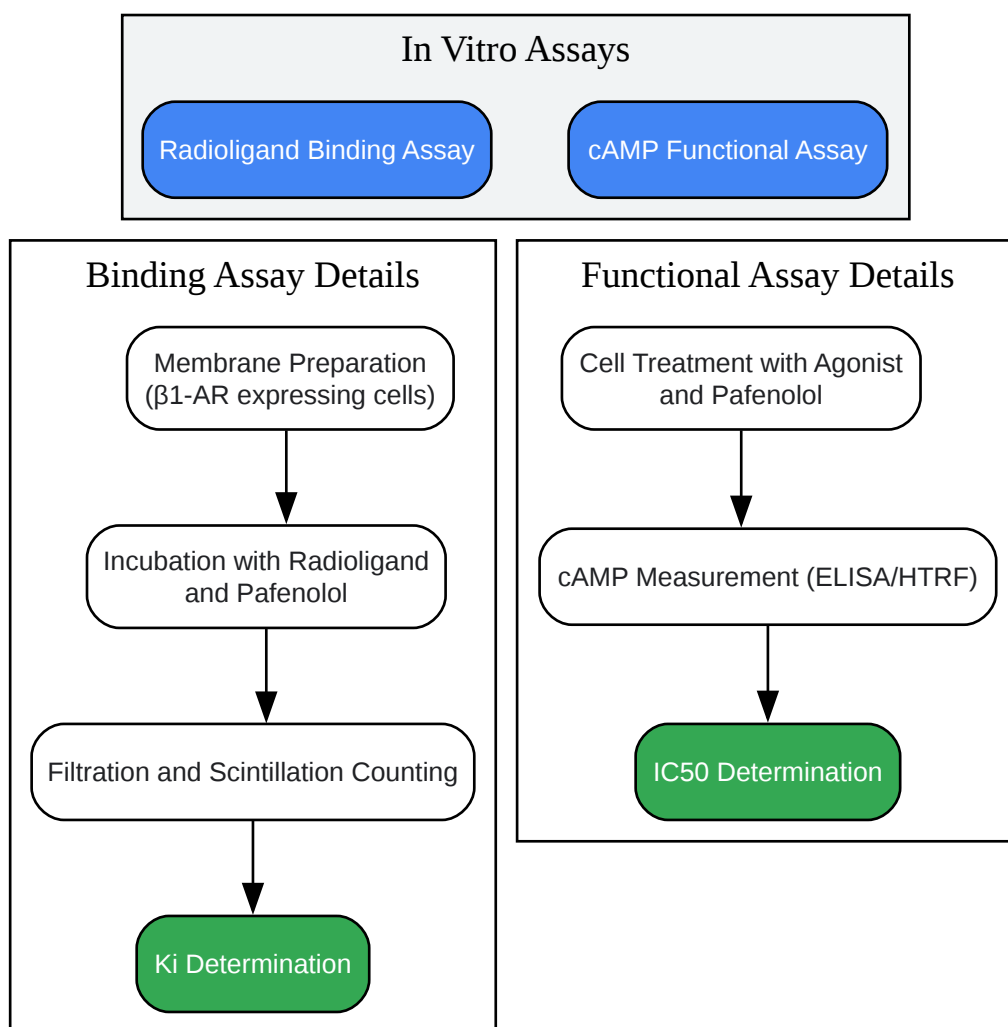 In Vitro Assays
Radioligand Binding Assay
cAMP Functional Assay
Binding Assay Details
Membrane Preparation
(β1-AR expressing cells)
Incubation with Radioligand
and Pafenolol
Filtration and Scintillation Counting
Ki Determination
Functional Assay Details
Cell Treatment with Agonist
and Pafenolol
cAMP Measurement (ELISA/HTRF)
IC50 Determination